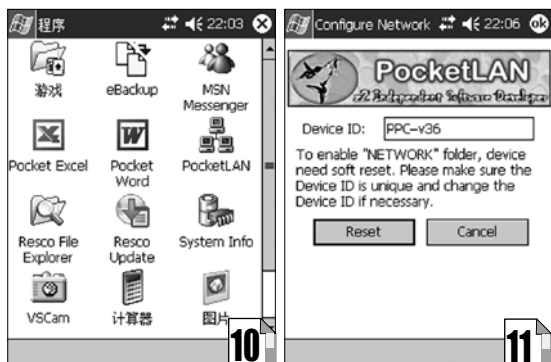 程序 22:03
游戏 eBackup MSN Messenger
Pocket Excel Pocket Word PocketLAN
Resco File Explorer Resco Update System Info
VSCam 计算器 图片
10
Configure Network 22:06 ok
PocketLAN
Device ID: PPC-v36
To enable "NETWORK" folder, device
need soft reset. Please make sure the
Device ID is unique and change the
Device ID if necessary.
Reset Cancel
11